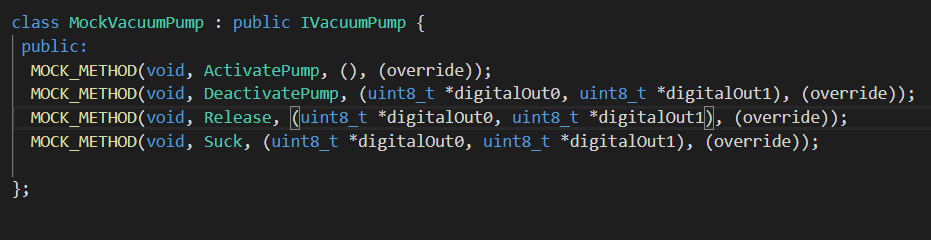 class MockVacuumPump : public IVacuumPump {
public:
MOCK_METHOD(void, ActivatePump, (), (override));
MOCK_METHOD(void, DeactivatePump, (uint8_t *digitalOut0, uint8_t *digitalOut1), (override));
MOCK_METHOD(void, Release, (uint8_t *digitalOut0, uint8_t *digitalOut1), (override));
MOCK_METHOD(void, Suck, (uint8_t *digitalOut0, uint8_t *digitalOut1), (override));
};